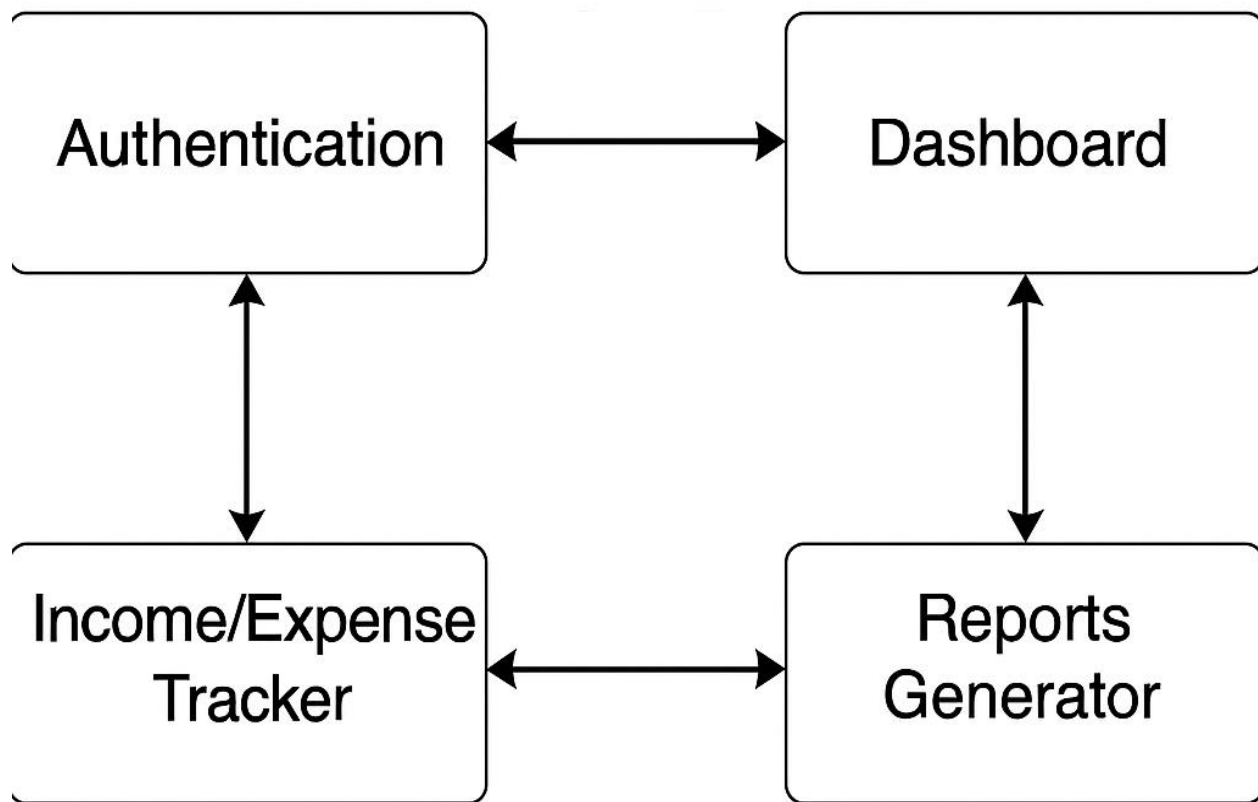 Authentication
Dashboard
Income/Expense
Tracker
Reports
Generator